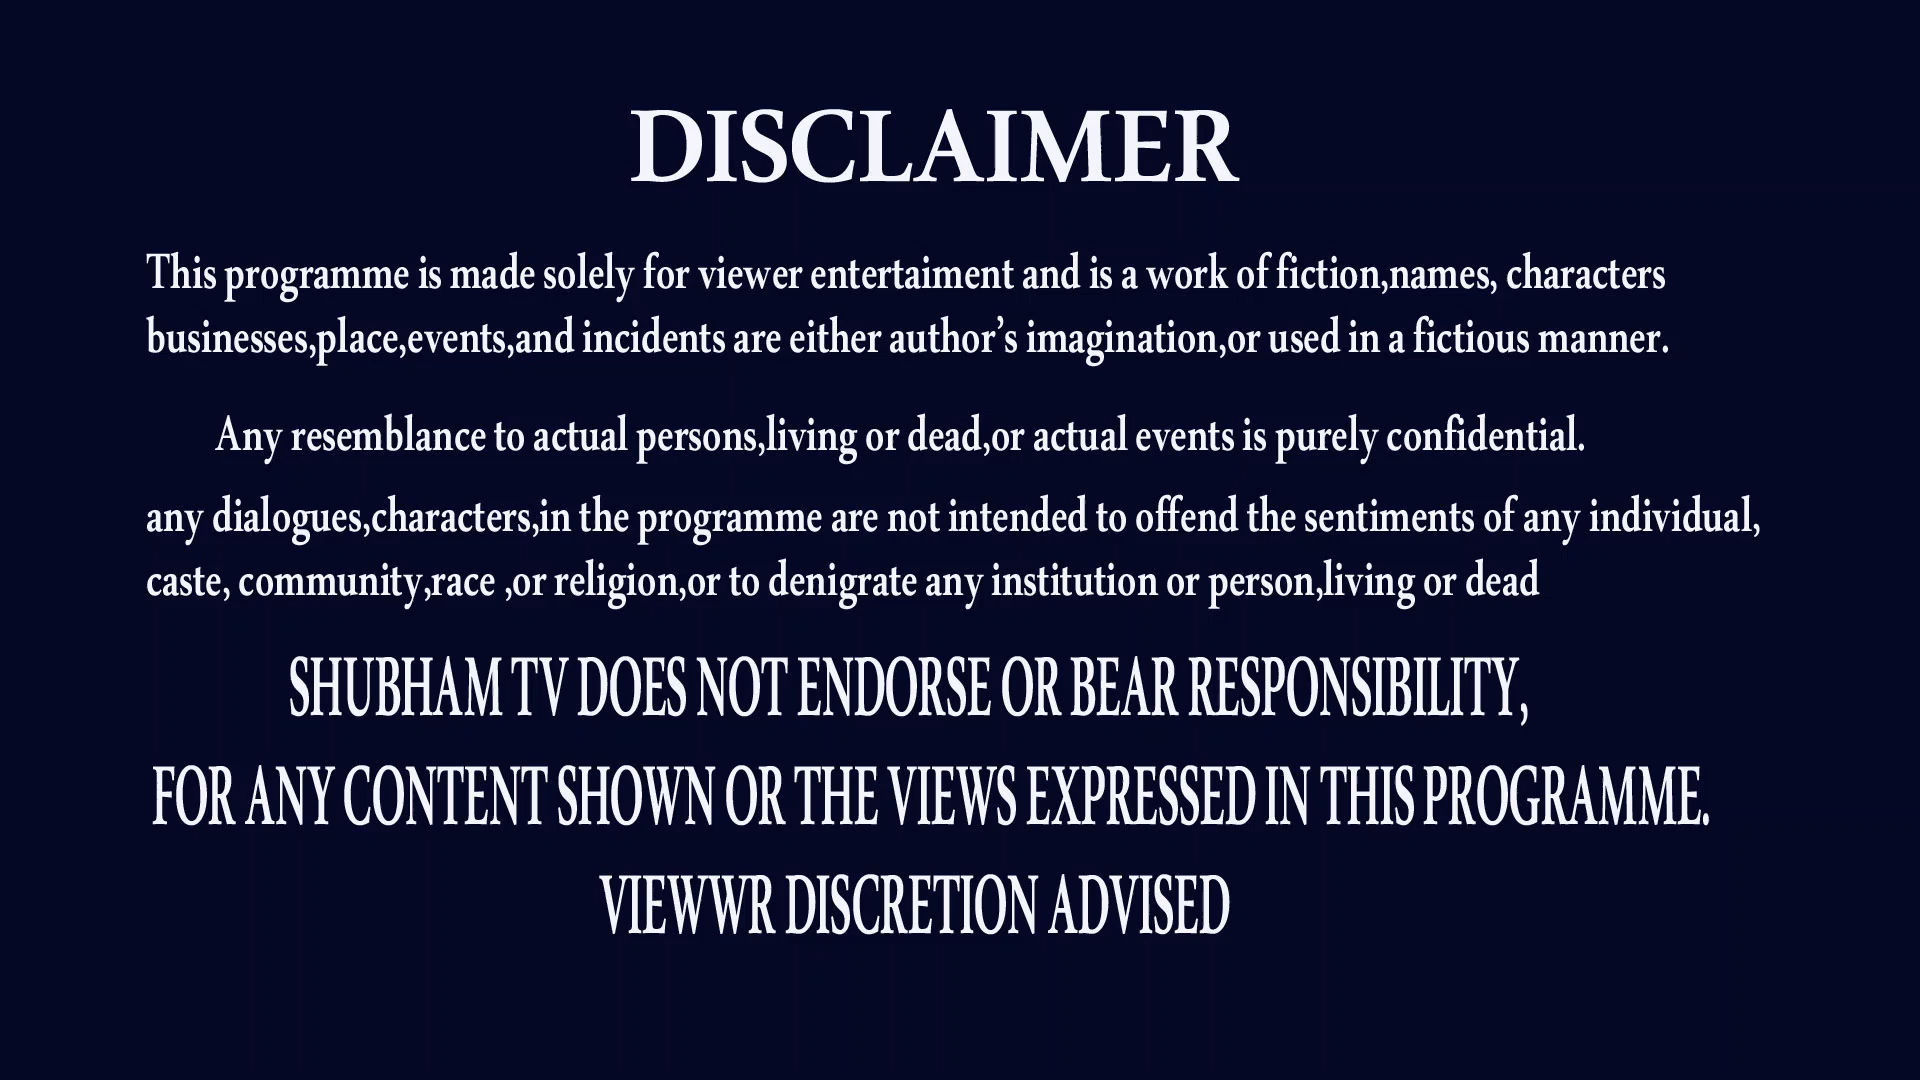 DISCLAIMER
This programme is made solely for viewer entertaiment and is a work of fiction,names, characters
businesses,place,events,and incidents are either author’s imagination,or used in a fictious manner.
Any resemblance to actual persons,living or dead,or actual events is purely confidential.
any dialogues,characters,in the programme are not intended to offend the sentiments of any individual,
caste, community,race ,or religion,or to denigrate any institution or person,living or dead
SHUBHAM TV DOES NOT ENDORSE OR BEAR RESPONSIBILITY,
FOR ANY CONTENT SHOWN OR THE VIEWS EXPRESSED IN THIS PROGRAMME.
VIEWWR DISCRETION ADVISED